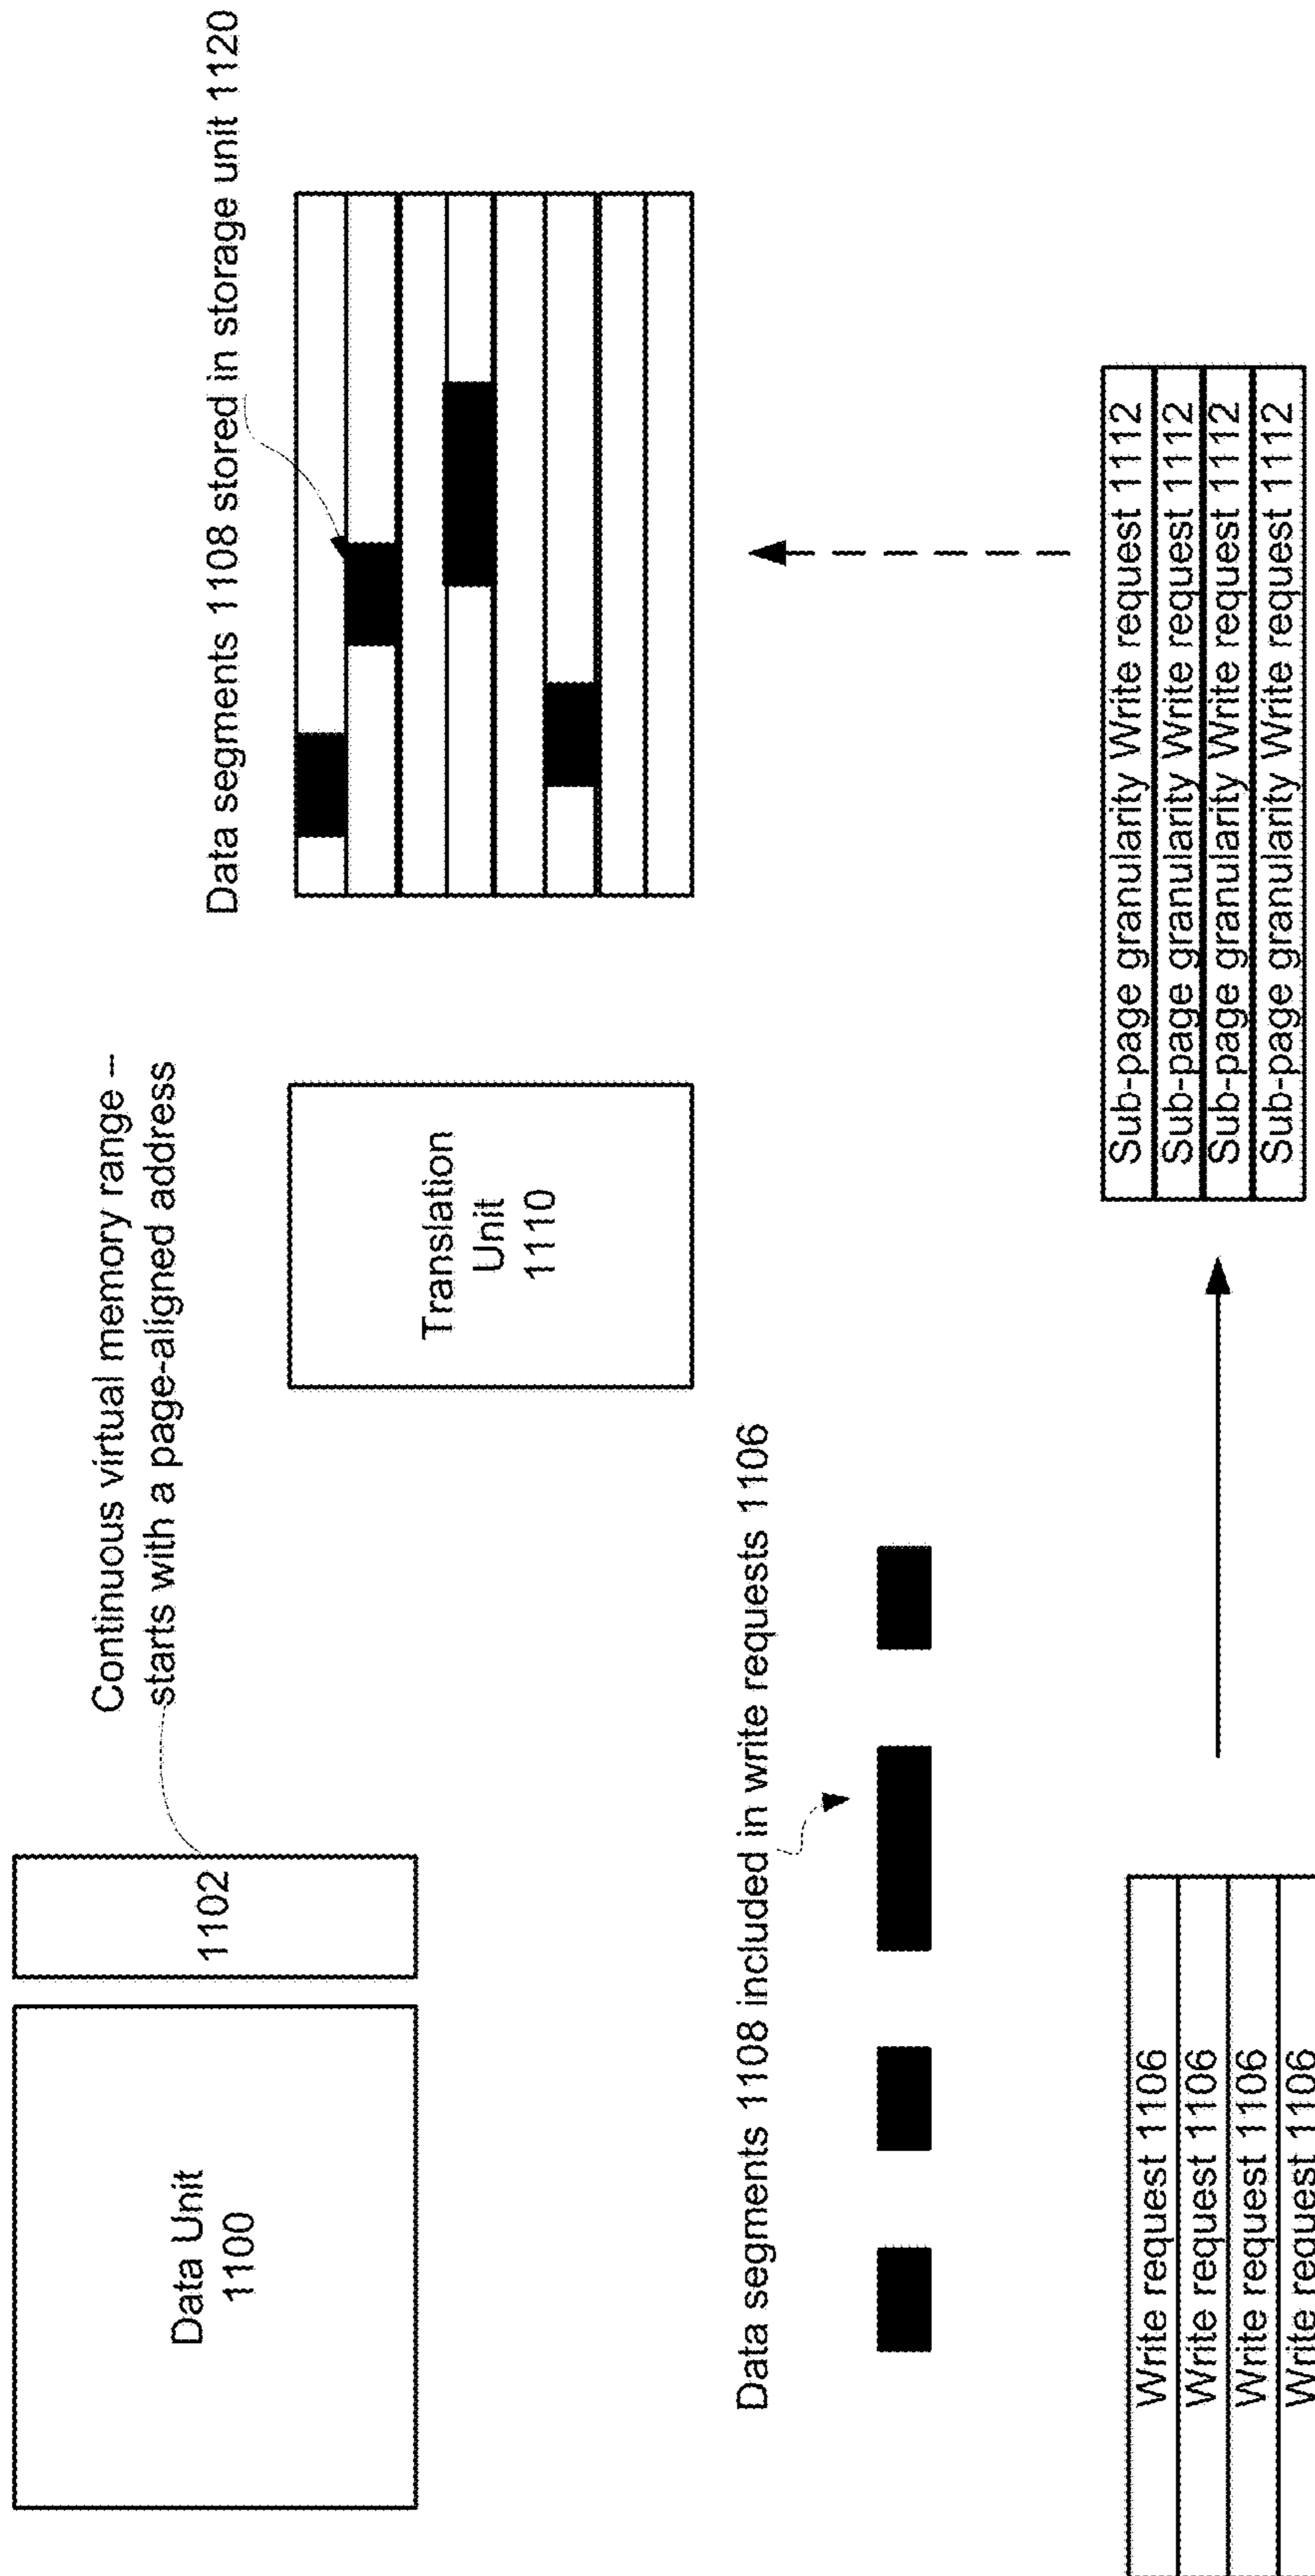 Data Unit
1100
1102
Continuous virtual memory range –
starts with a page-aligned address
Translation
Unit
1110
Data segments 1108 stored in storage unit 1120
Data segments 1108 included in write requests 1106
Write request 1106
Write request 1106
Write request 1106
Write request 1106
Sub-page granularity Write request 1112
Sub-page granularity Write request 1112
Sub-page granularity Write request 1112
Sub-page granularity Write request 1112